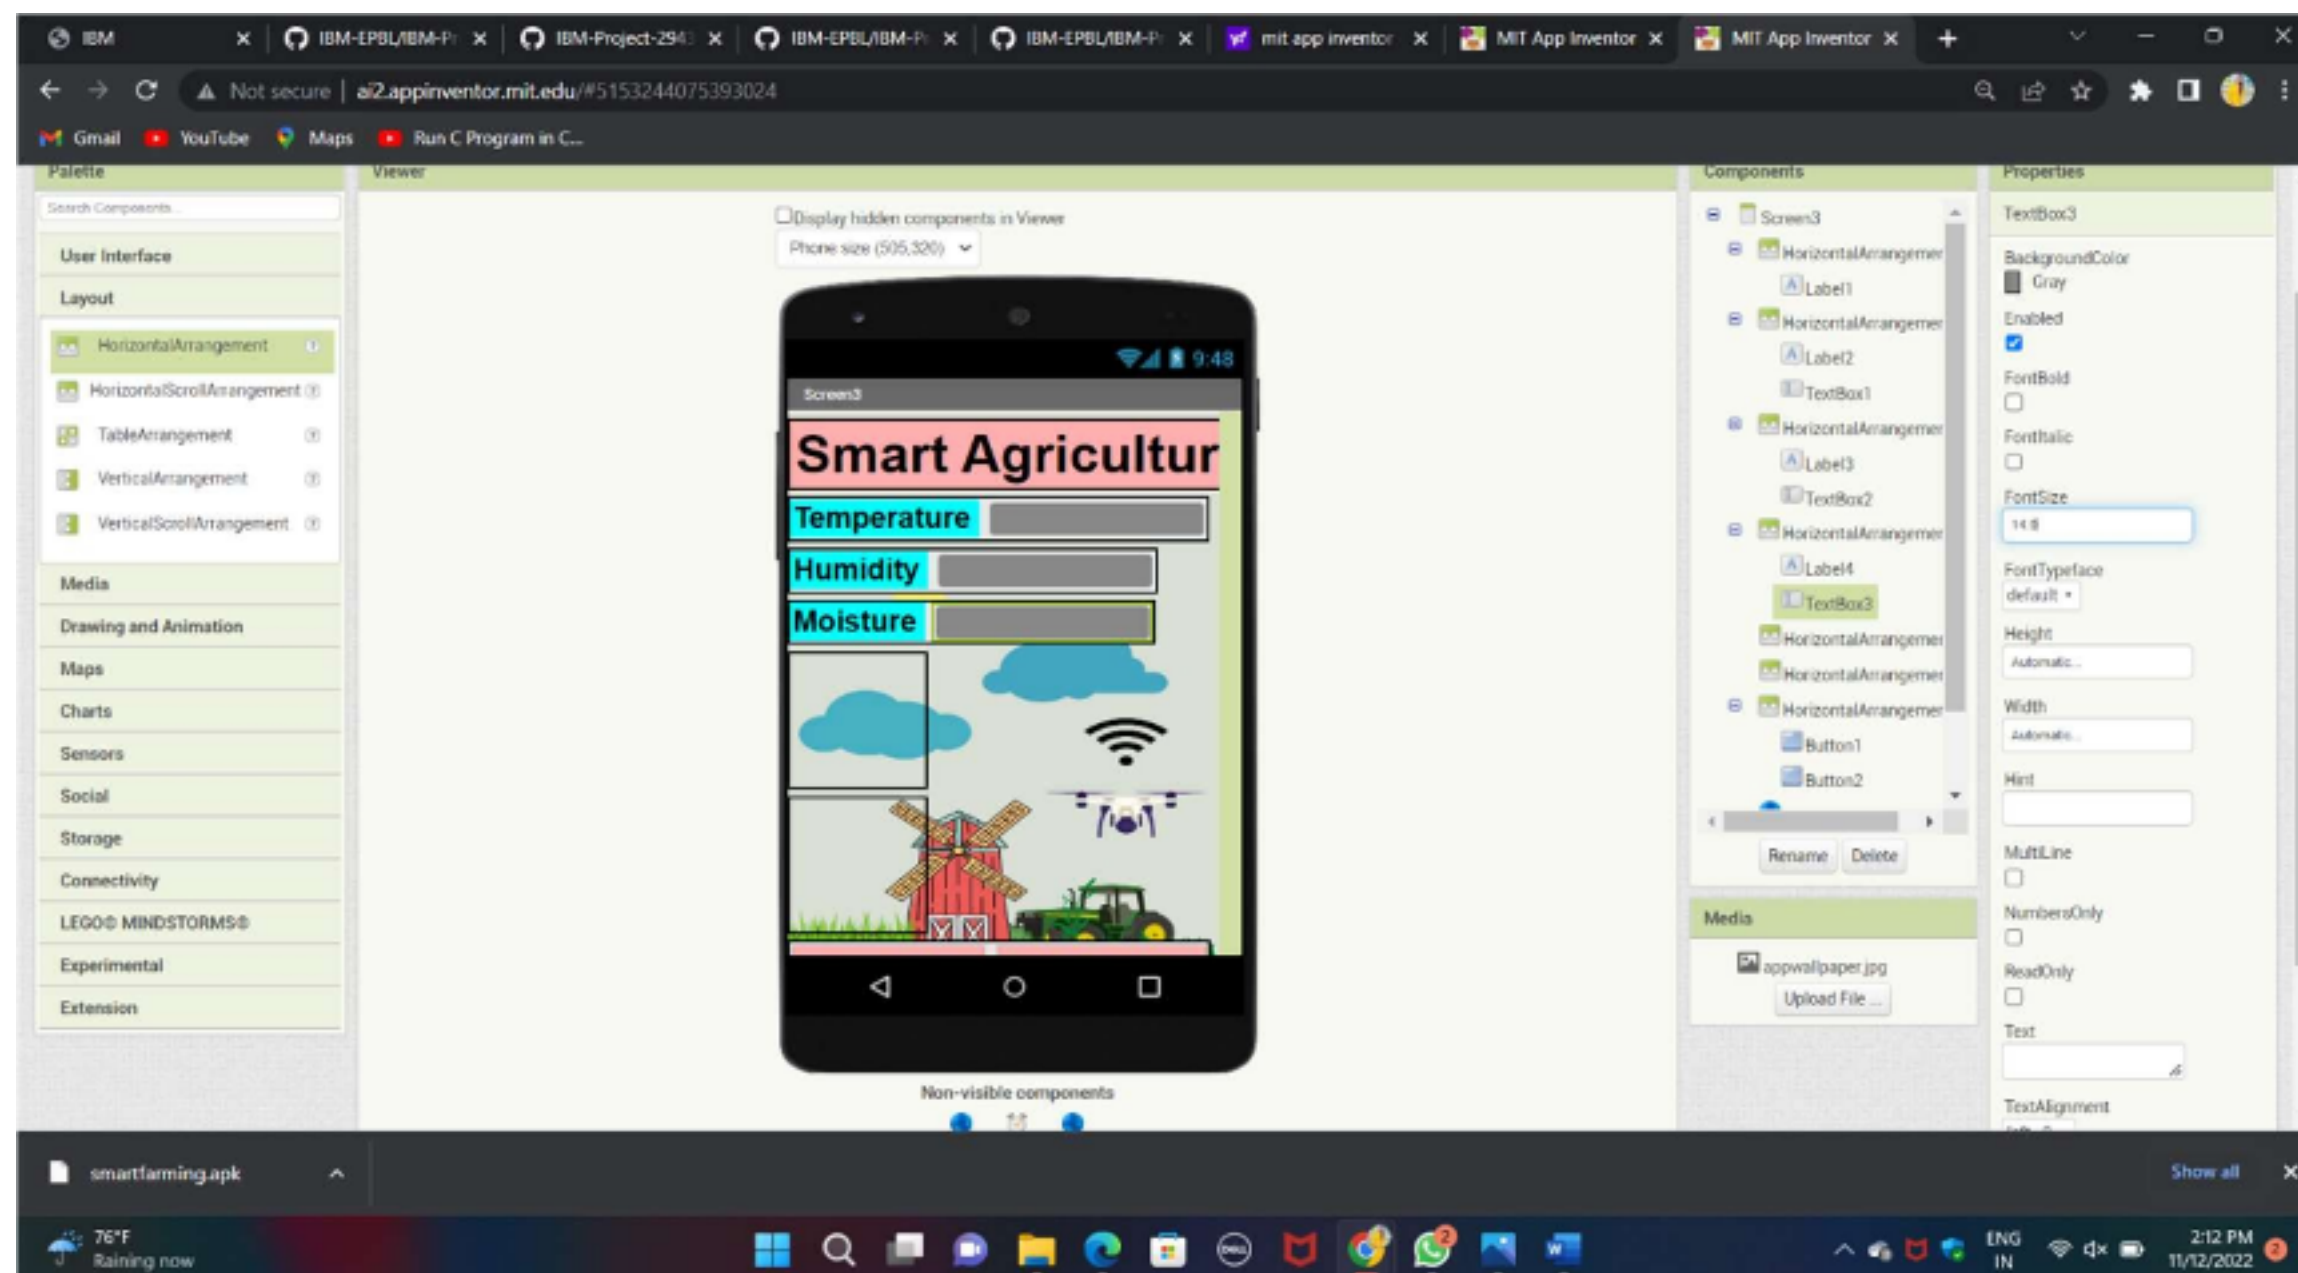 IBM
IBM-EPBL/IBM-P
IBM-Project-2943
IBM-EPBL/IBM-P
IBM-EPBL/IBM-P
mit app inventor
MIT App Inventor
MIT App Inventor
Not secure | ai2.appinventor.mit.edu/#5153244075393024
Gmail
YouTube
Maps
Run C Program in C...
Palette
Search Components...
User Interface
Layout
HorizontalArrangement
HorizontalScrollArrangement
TableArrangement
VerticalArrangement
VerticalScrollArrangement
Media
Drawing and Animation
Maps
Charts
Sensors
Social
Storage
Connectivity
LEGO® MINDSTORMS®
Experimental
Extension
Viewer
Display hidden components in Viewer
Phone size (505,320)
9:48
Screen3
Smart Agricultur
Temperature
Humidity
Moisture
Non-visible components
Components
Screen3
HorizontalArrangemer
Label1
HorizontalArrangemer
Label2
TextBox1
HorizontalArrangemer
Label3
TextBox2
HorizontalArrangemer
Label4
TextBox3
HorizontalArrangemer
HorizontalArrangemer
HorizontalArrangemer
Button1
Button2
Rename Delete
Media
appwallpaper.jpg
Upload File ...
Properties
TextBox3
BackgroundColor
Gray
Enabled
FontBold
FontItalic
FontSize
FontTypeface
default
Height
Automatic...
Width
Automatic...
Hint
MultiLine
NumbersOnly
ReadOnly
Text
TextAlignment
smartfarming.apk
Show all
76°F
Raining now
DELL
2
ENG
IN
2:12 PM
11/12/2022
2